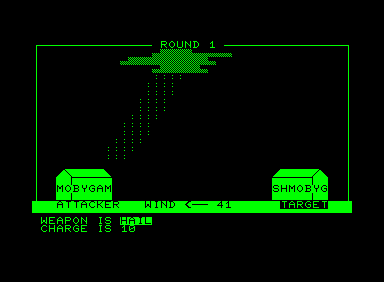 ROUND 1
MOBYGAM SHMOBYG
ATTACKER WIND <— 41 TARGET
WEAPON IS HAIL
CHARGE IS 10